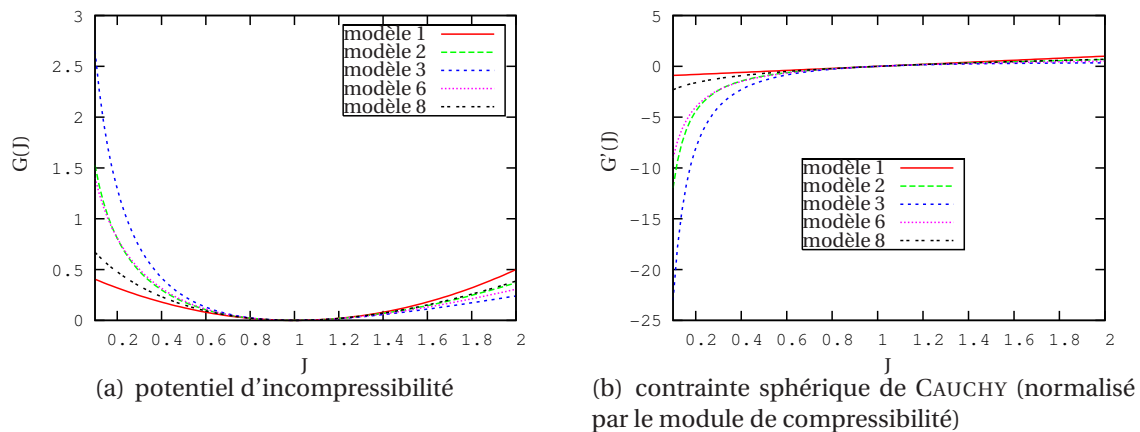 3
2.5
2
1.5
1
0.5
0
G(J)
0.2 0.4 0.6 0.8 1 1.2 1.4 1.6 1.8 2
J
modèle 1
modèle 2
modèle 3
modèle 6
modèle 8
(a) potentiel d'incompressibilité
5
0
-5
-10
-15
-20
-25
G'(J)
0.2 0.4 0.6 0.8 1 1.2 1.4 1.6 1.8 2
J
modèle 1
modèle 2
modèle 3
modèle 6
modèle 8
(b) contrainte sphérique de CAUCHY (normalisé
par le module de compressibilité)